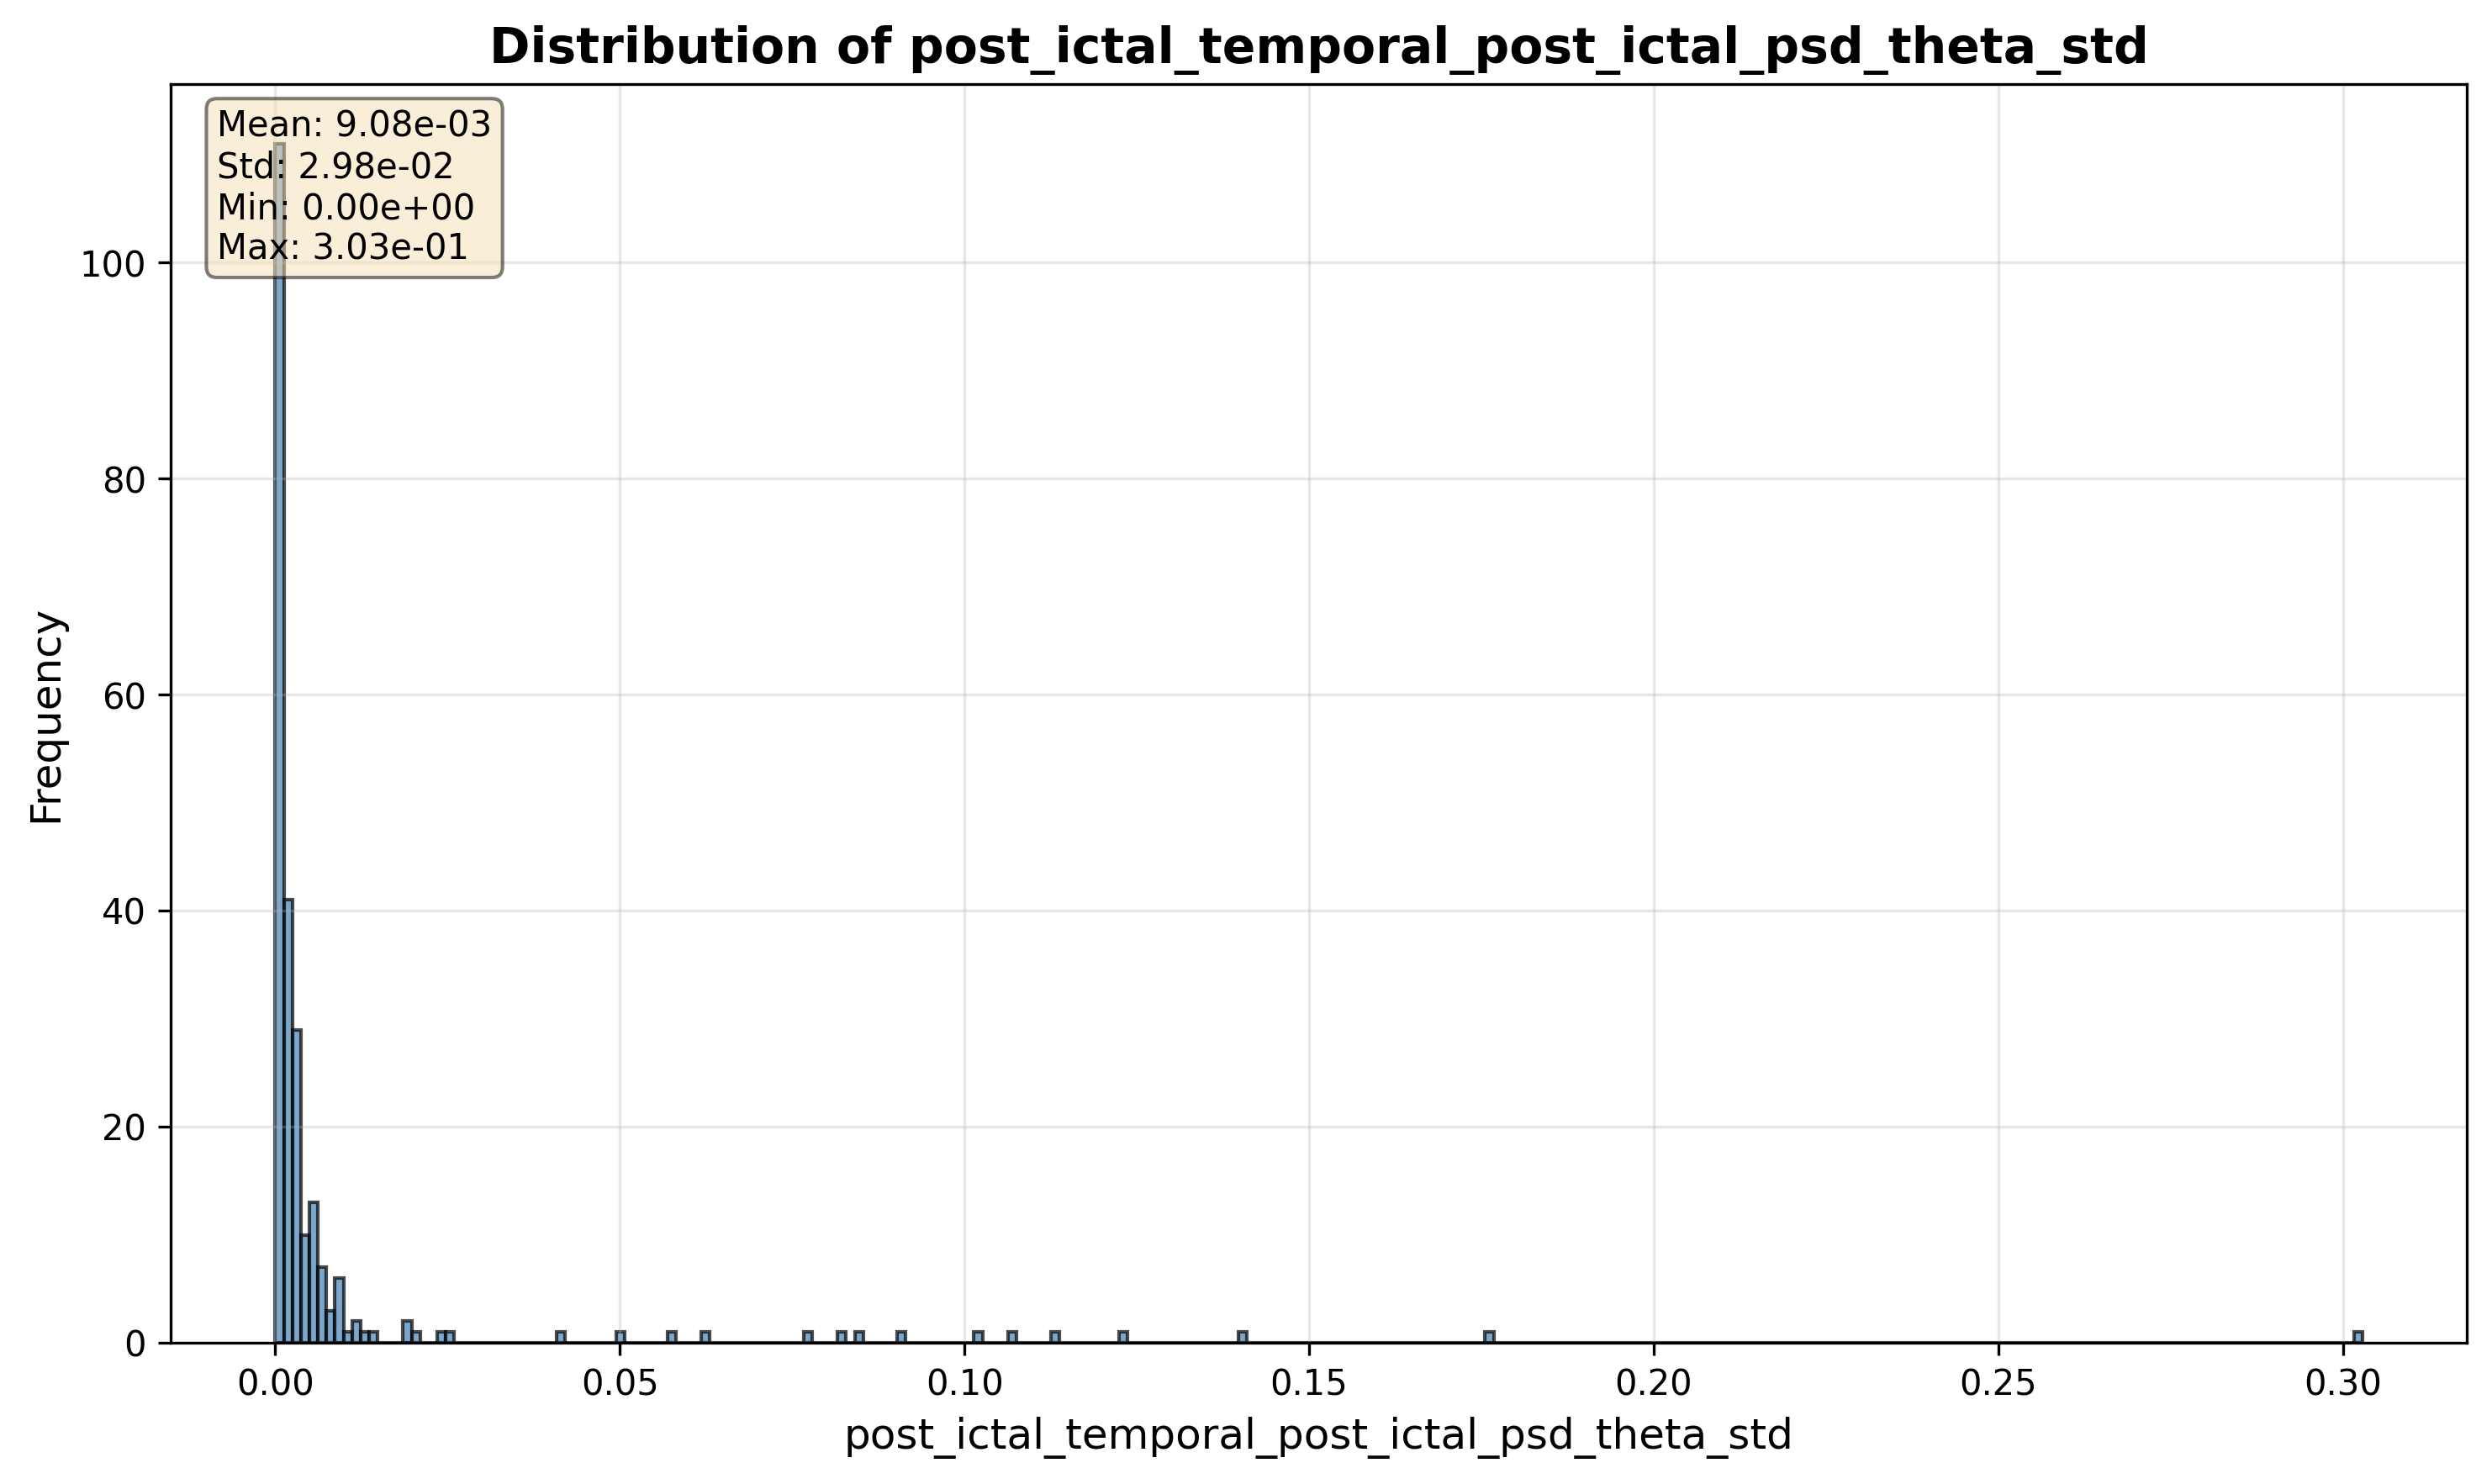 Distribution of post_ictal_temporal_post_ictal_psd_theta_std
Mean: 9.08e-03
Std: 2.98e-02
Min: 0.00e+00
Max: 3.03e-01
Frequency
100
80
60
40
20
0
0.00 0.05 0.10 0.15 0.20 0.25 0.30
post_ictal_temporal_post_ictal_psd_theta_std